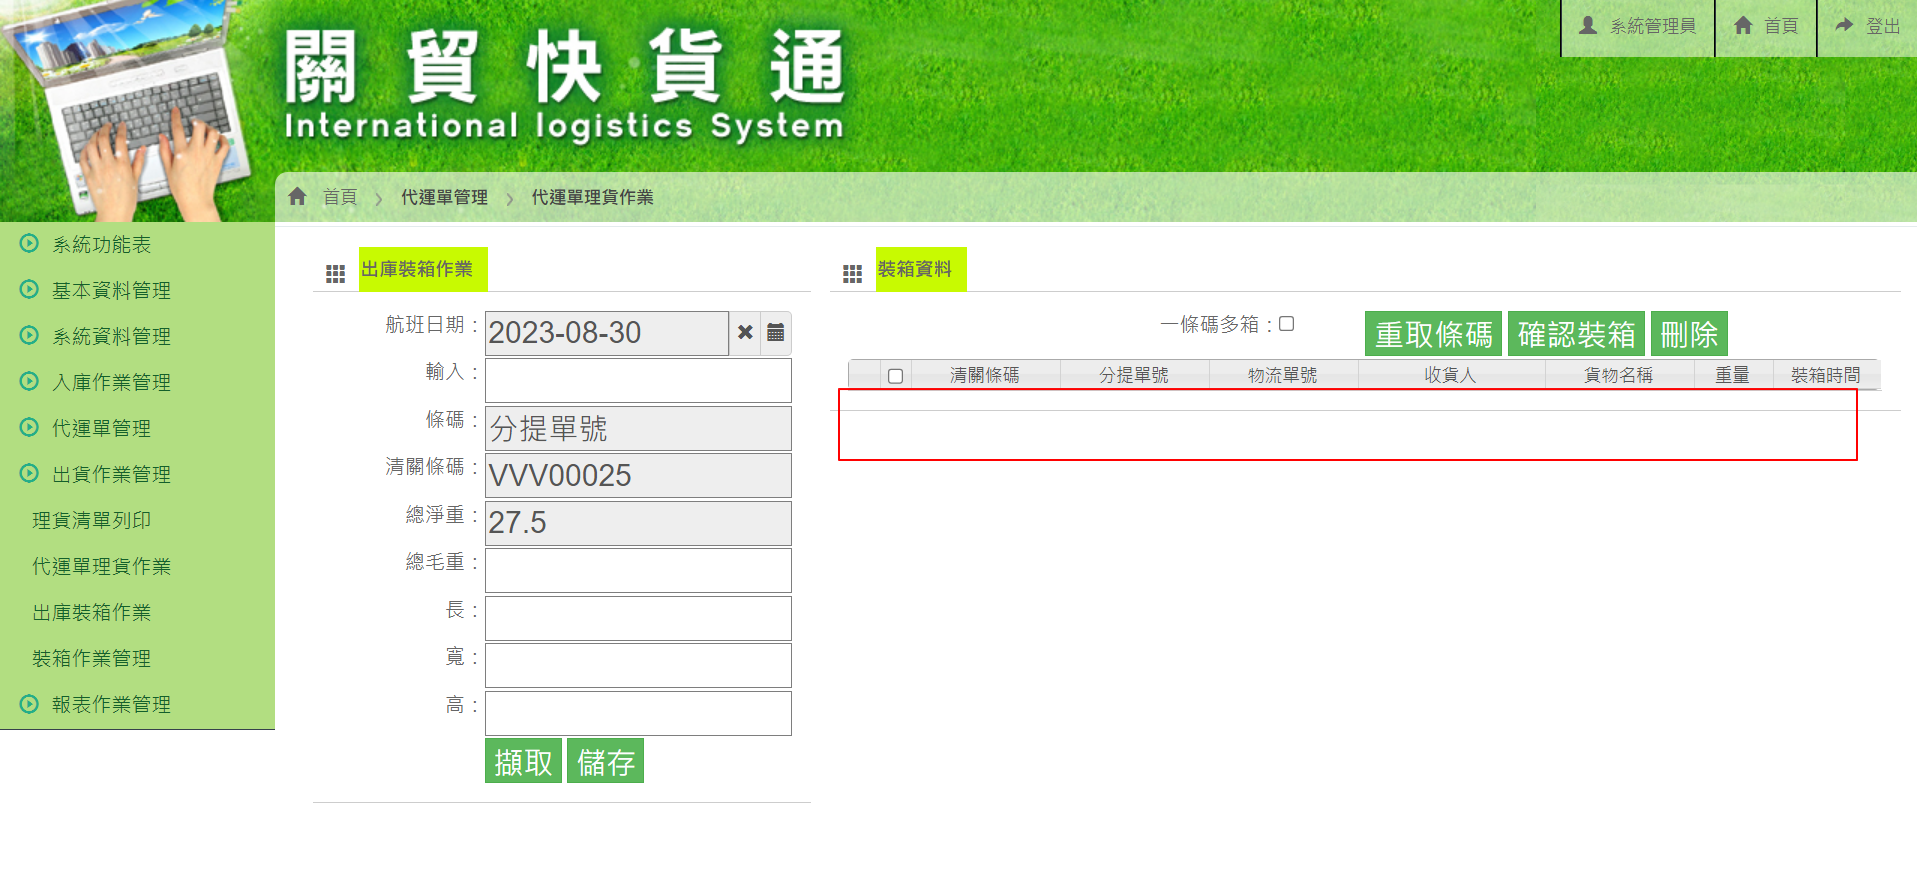 關貿快貨通
International logistics System
系統管理員
首頁
登出
首頁 > 代運單管理 > 代運單理貨作業
系統功能表
基本資料管理
系統資料管理
入庫作業管理
代運單管理
出貨作業管理
理貨清單列印
代運單理貨作業
出庫裝箱作業
裝箱作業管理
報表作業管理
出庫裝箱作業
航班日期： 2023-08-30
輸入：
條碼： 分提單號
清關條碼： VVV00025
總淨重： 27.5
總毛重：
長：
寬：
高：
擷取 儲存
裝箱資料
一條碼多箱： 重取條碼 確認裝箱 刪除
清關條碼 分提單號 物流單號 收貨人 貨物名稱 重量 裝箱時間